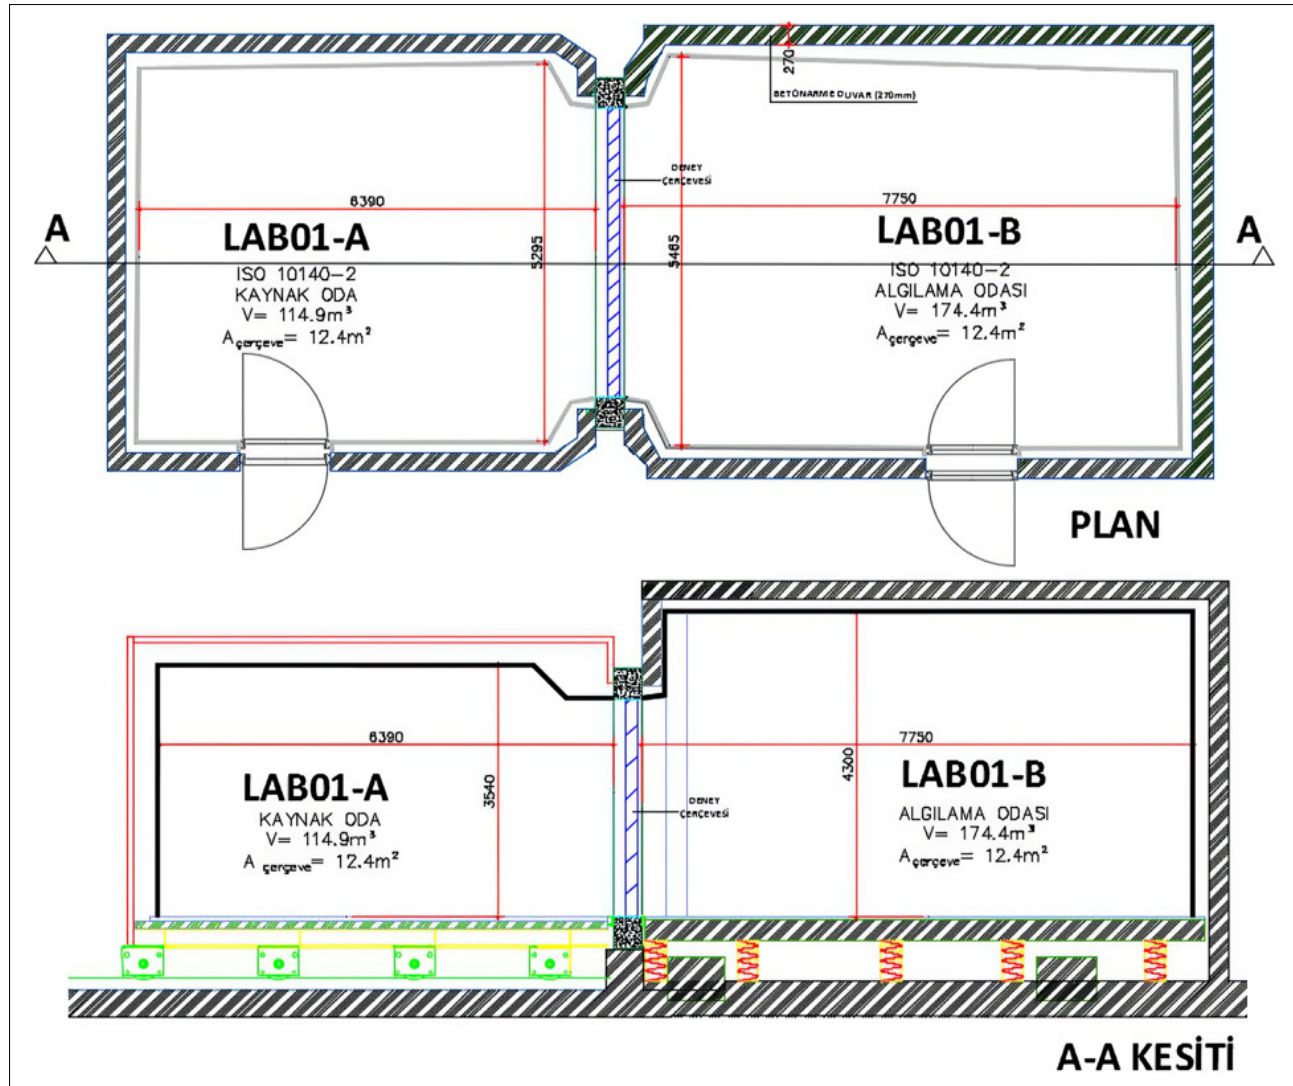 270
BETONARME DUVAR (270mm)
DENEY
ÇERÇEVESİ
6390
7750
A
LAB01-A
LAB01-B
A
5295
5465
ISO 10140-2
KAYNAK ODA
V= 114.9m³
Açerçeve= 12.4m²
ISO 10140-2
ALGILAMA ODASI
V= 174.4m³
Açerçeve= 12.4m²
PLAN
6390
7750
LAB01-A
LAB01-B
3540
4300
DENEY
ÇERÇEVESİ
KAYNAK ODA
V= 114.9m³
A çerçeve= 12.4m²
ALGILAMA ODASI
V= 174.4m³
Açerçeve= 12.4m²
A-A KESİTİ